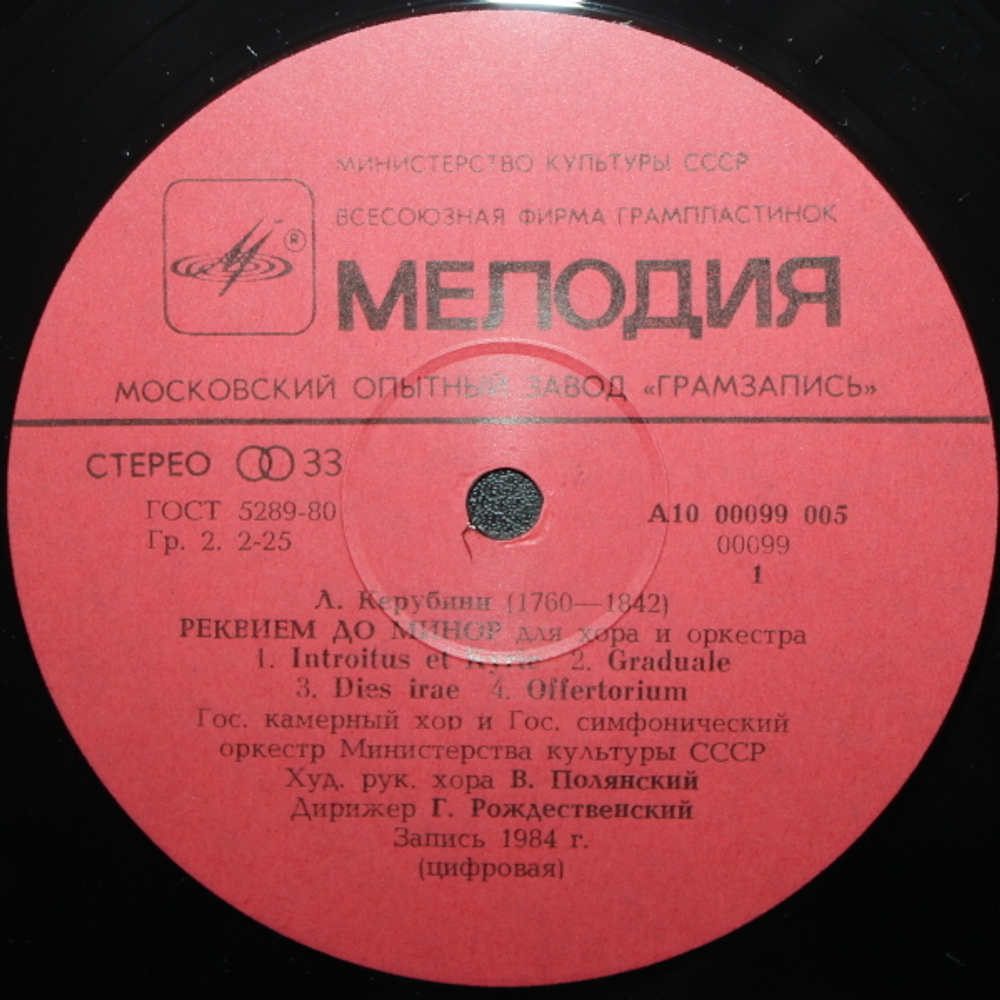 МИНИСТЕРСТВО КУЛЬТУРЫ СССР
ВСЕСОЮЗНАЯ ФИРМА ГРАМПЛАСТИНОК
®
МЕЛОДИЯ
МОСКОВСКИЙ ОПЫТНЫЙ ЗАВОД «ГРАМЗАПИСЬ»
СТЕРЕО 33
ГОСТ 5289-80
Гр. 2. 2-25
А10 00099 005
00099
1
Л. Керубини (1760—1842)
РЕКВИЕМ ДО МИНОР для хора и оркестра
1. Introitus et Kyrie 2. Graduale
3. Dies irae 4. Offertorium
Гос. камерный хор и Гос. симфонический
оркестр Министерства культуры СССР
Худ. рук. хора В. Полянский
Дирижер Г. Рождественский
Запись 1984 г.
(цифровая)